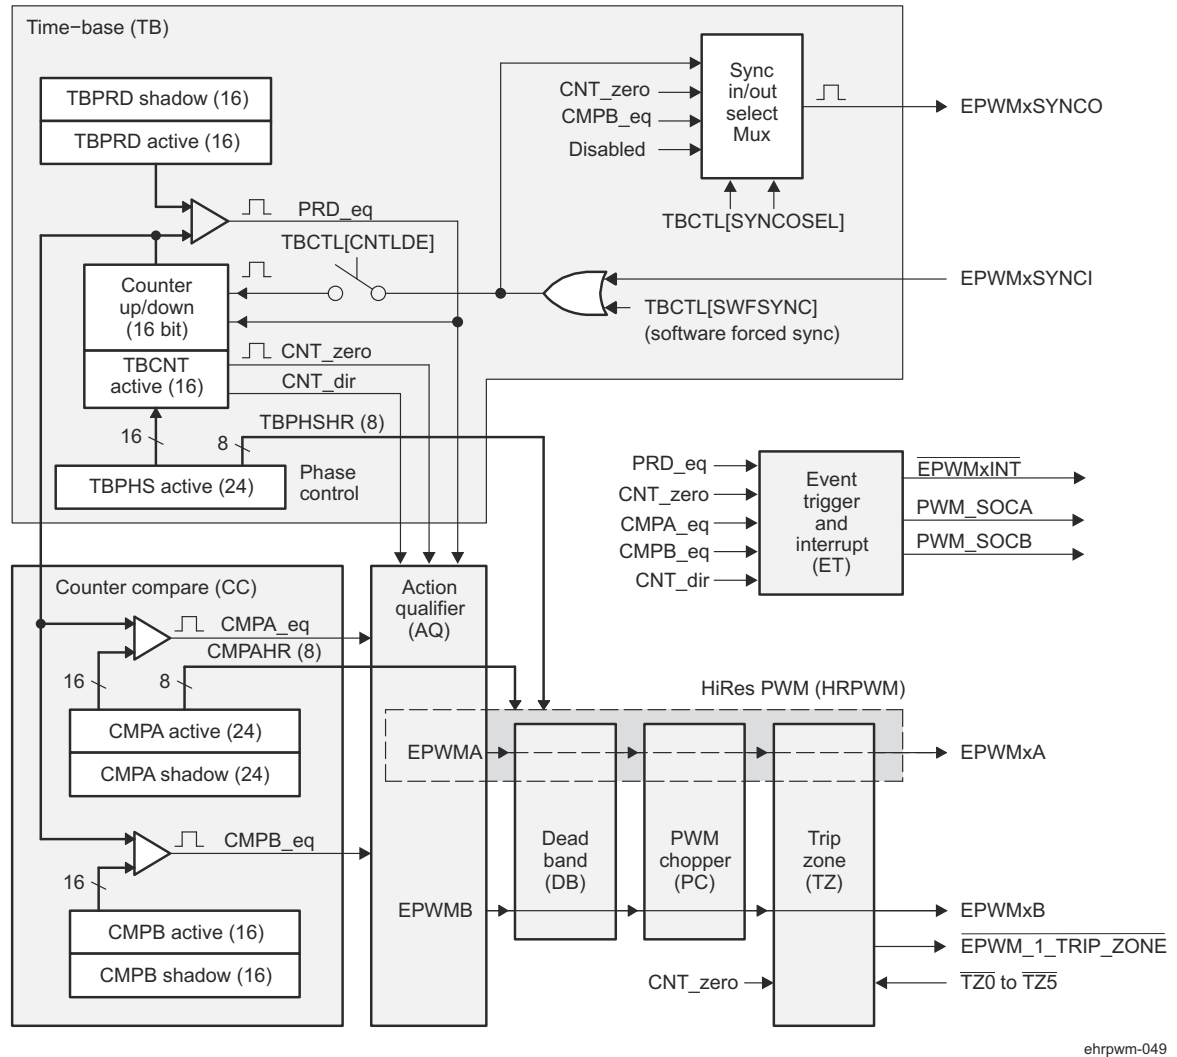 Time−base (TB)
TBPRD shadow (16)
TBPRD active (16)
Sync
in/out
select
Mux
CNT_zero
CMPB_eq
Disabled
EPWMxSYNCO
TBCTL[SYNCOSEL]
PRD_eq
TBCTL[CNTLDE]
EPWMxSYNCI
TBCTL[SWFSYNC]
(software forced sync)
Counter
up/down
(16 bit)
TBCNT
active (16)
CNT_zero
CNT_dir
16
8
TBPHSHR (8)
TBPHS active (24)
Phase
control
PRD_eq
CNT_zero
CMPA_eq
CMPB_eq
CNT_dir
Event
trigger
and
interrupt
(ET)
EPWMxINT
PWM_SOCA
PWM_SOCB
Counter compare (CC)
CMPA_eq
CMPAHR (8)
16
8
CMPA active (24)
CMPA shadow (24)
CMPB_eq
16
CMPB active (16)
CMPB shadow (16)
Action
qualifier
(AQ)
HiRes PWM (HRPWM)
EPWMA
EPWMxA
Dead
band
(DB)
PWM
chopper
(PC)
Trip
zone
(TZ)
EPWMB
EPWMxB
EPWM_1_TRIP_ZONE
CNT_zero
TZ0 to TZ5
ehrpwm-049